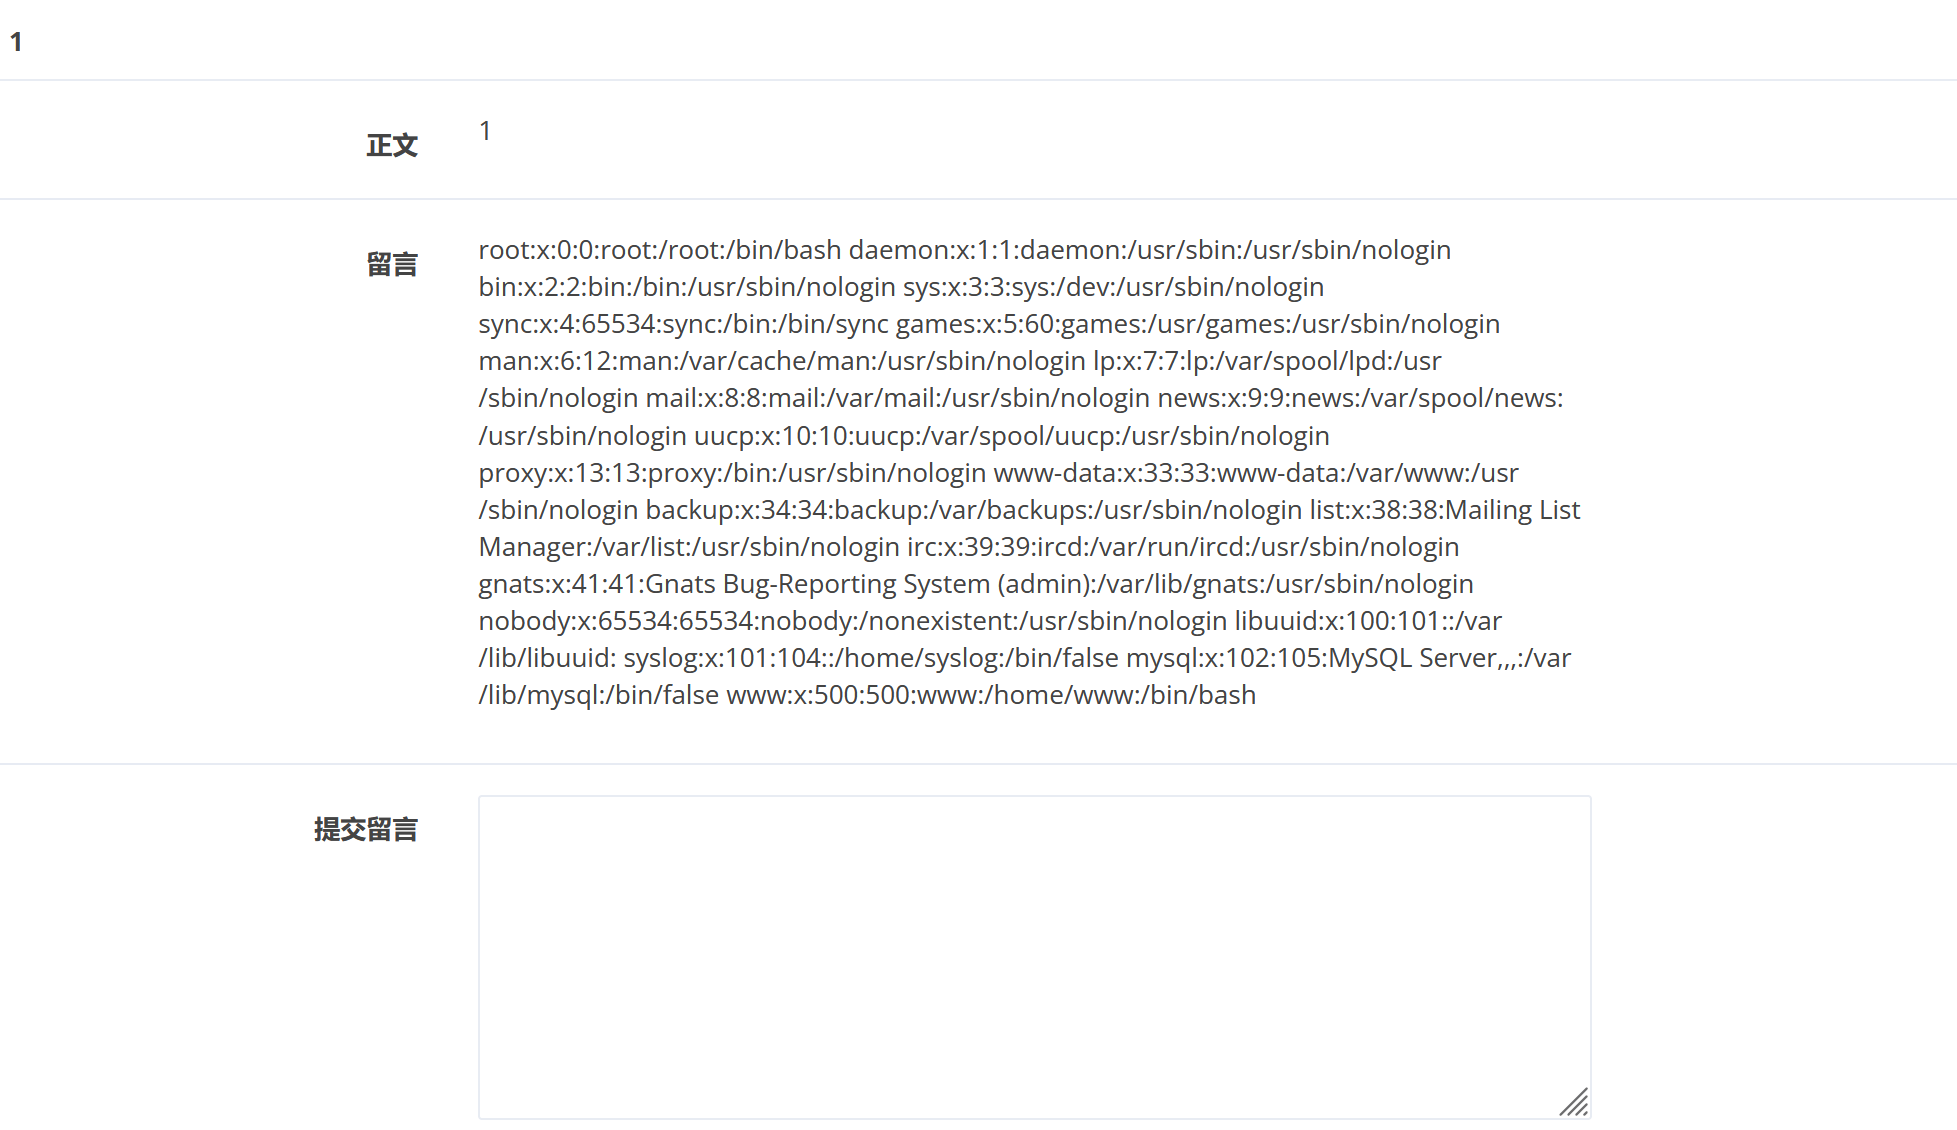 1
正文
1
留言
root:x:0:0:root:/root:/bin/bash daemon:x:1:1:daemon:/usr/sbin:/usr/sbin/nologin
bin:x:2:2:bin:/bin:/usr/sbin/nologin sys:x:3:3:sys:/dev:/usr/sbin/nologin
sync:x:4:65534:sync:/bin:/bin/sync games:x:5:60:games:/usr/games:/usr/sbin/nologin
man:x:6:12:man:/var/cache/man:/usr/sbin/nologin lp:x:7:7:lp:/var/spool/lpd:/usr
/sbin/nologin mail:x:8:8:mail:/var/mail:/usr/sbin/nologin news:x:9:9:news:/var/spool/news:
/usr/sbin/nologin uucp:x:10:10:uucp:/var/spool/uucp:/usr/sbin/nologin
proxy:x:13:13:proxy:/bin:/usr/sbin/nologin www-data:x:33:33:www-data:/var/www:/usr
/sbin/nologin backup:x:34:34:backup:/var/backups:/usr/sbin/nologin list:x:38:38:Mailing List
Manager:/var/list:/usr/sbin/nologin irc:x:39:39:ircd:/var/run/ircd:/usr/sbin/nologin
gnats:x:41:41:Gnats Bug-Reporting System (admin):/var/lib/gnats:/usr/sbin/nologin
nobody:x:65534:65534:nobody:/nonexistent:/usr/sbin/nologin libuuid:x:100:101::/var
/lib/libuuid: syslog:x:101:104::/home/syslog:/bin/false mysql:x:102:105:MySQL Server,,,:/var
/lib/mysql:/bin/false www:x:500:500:www:/home/www:/bin/bash
提交留言